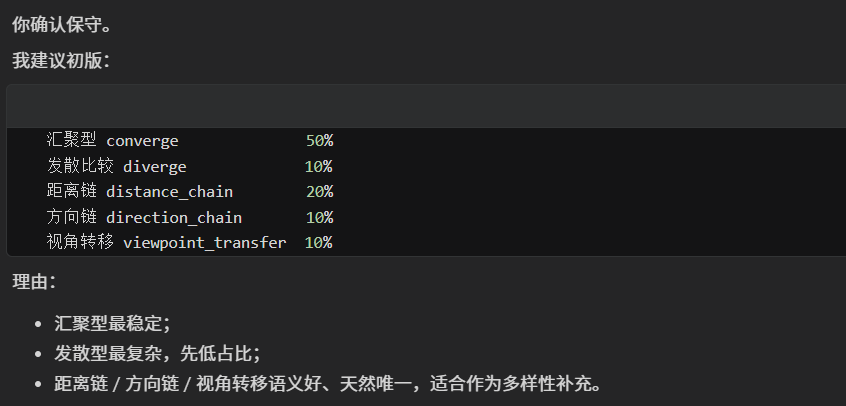 你确认保守。
我建议初版：
汇聚型 converge 50%
发散比较 diverge 10%
距离链 distance_chain 20%
方向链 direction_chain 10%
视角转移 viewpoint_transfer 10%
理由：
• 汇聚型最稳定；
• 发散型最复杂，先低占比；
• 距离链 / 方向链 / 视角转移语义好、天然唯一，适合作为多样性补充。